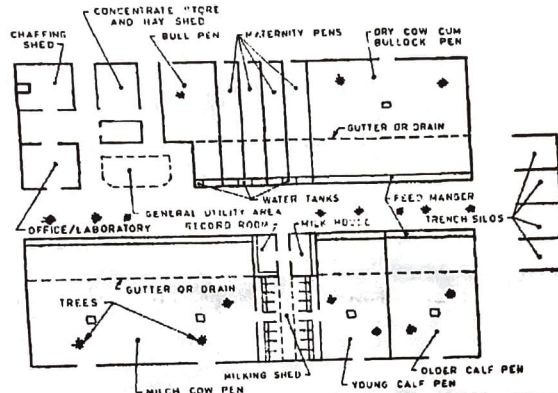 CONCENTRATE STORE
AND HAY SHED
CHAFFING
SHED
BULL PEN
MATERNITY PENS
DRY COW CUM
BULLOCK PEN
GUTTER OR DRAIN
WATER TANKS
FEED MANGER
GENERAL UTILITY AREA
TRENCH SILOS
OFFICE/LABORATORY
RECORD ROOM
MILK HOUSE
GUTTER OR DRAIN
TREES
MILKING SHED
OLDER CALF PEN
MILCH COW PEN
YOUNG CALF PEN